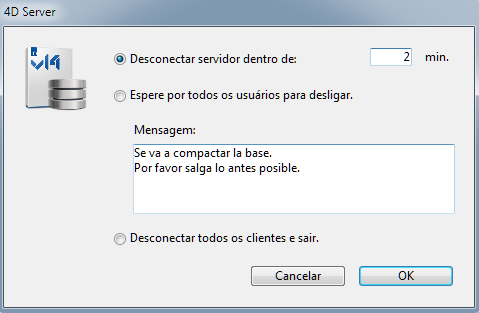 4D Server
v14
Desconectar servidor dentro de: 2 min.
Espere por todos os usuários para desligar.
Mensagem:
Se va a compactar la base.
Por favor salga lo antes posible.
Desconectar todos os clientes e sair.
Cancelar OK